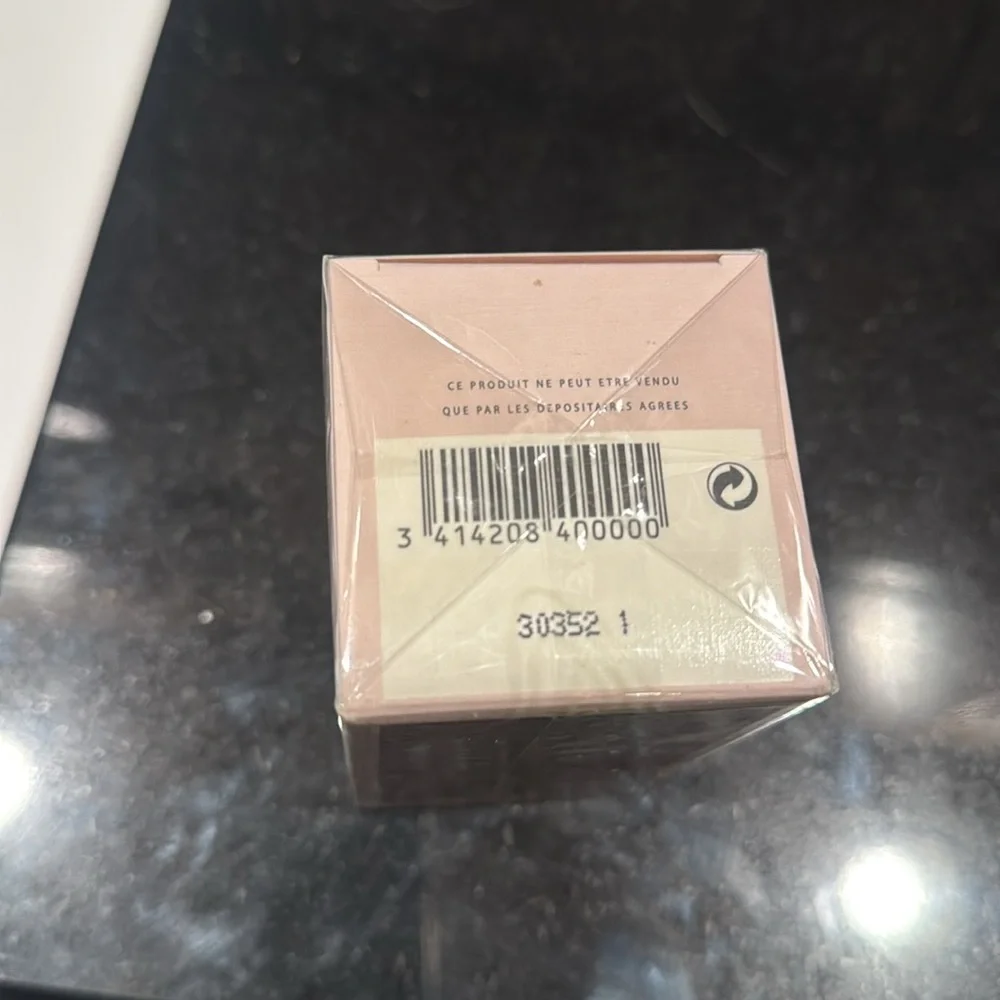 CE PRODUIT NE PEUT ETRE VENDU
QUE PAR LES DEPOSITAIRES AGREES
3 414208 400000
30352 1